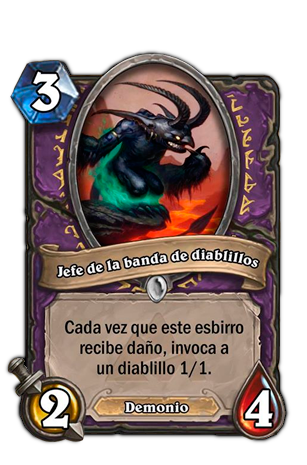 3
Jefe de la banda de diablillos
Cada vez que este esbirro
recibe daño, invoca a
un diablillo 1/1.
2
Demonio
4